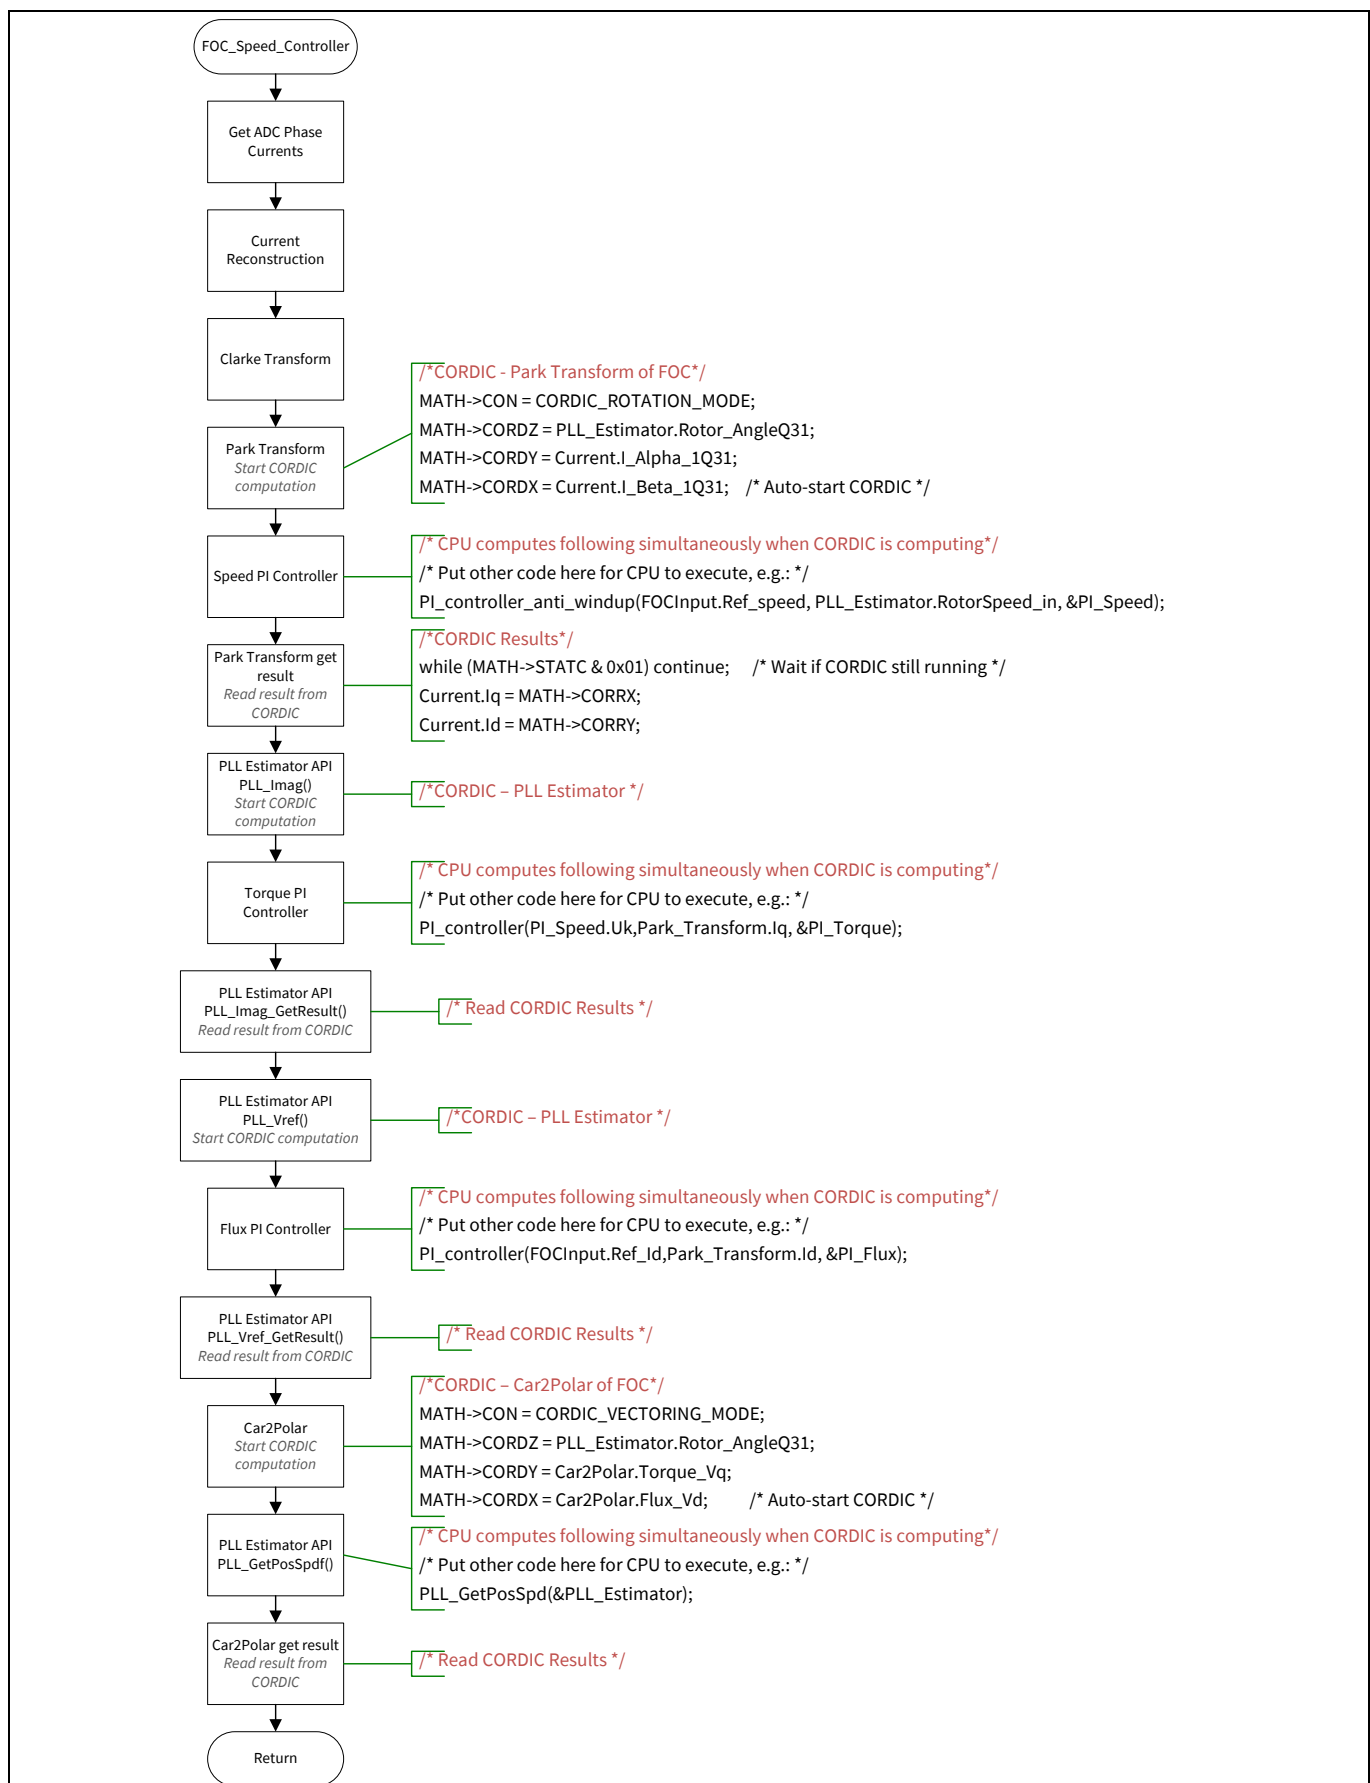 FOC_Speed_Controller
Get ADC Phase
Currents
Current
Reconstruction
Clarke Transform
Park Transform
Start CORDIC
computation
/*CORDIC - Park Transform of FOC*/
MATH->CON = CORDIC_ROTATION_MODE;
MATH->CORDZ = PLL_Estimator.Rotor_AngleQ31;
MATH->CORDY = Current.I_Alpha_1Q31;
MATH->CORDX = Current.I_Beta_1Q31; /* Auto-start CORDIC */
Speed PI Controller
/* CPU computes following simultaneously when CORDIC is computing*/
/* Put other code here for CPU to execute, e.g.: */
PI_controller_anti_windup(FOCInput.Ref_speed, PLL_Estimator.RotorSpeed_in, &PI_Speed);
Park Transform get
result
Read result from
CORDIC
/*CORDIC Results*/
while (MATH->STATC & 0x01) continue; /* Wait if CORDIC still running */
Current.Iq = MATH->CORRX;
Current.Id = MATH->CORRY;
PLL Estimator API
PLL_Imag()
Start CORDIC
computation
/*CORDIC – PLL Estimator */
Torque PI
Controller
/* CPU computes following simultaneously when CORDIC is computing*/
/* Put other code here for CPU to execute, e.g.: */
PI_controller(PI_Speed.Uk,Park_Transform.Iq, &PI_Torque);
PLL Estimator API
PLL_Imag_GetResult()
Read result from CORDIC
/* Read CORDIC Results */
PLL Estimator API
PLL_Vref()
Start CORDIC computation
/*CORDIC – PLL Estimator */
Flux PI Controller
/* CPU computes following simultaneously when CORDIC is computing*/
/* Put other code here for CPU to execute, e.g.: */
PI_controller(FOCInput.Ref_Id,Park_Transform.Id, &PI_Flux);
PLL Estimator API
PLL_Vref_GetResult()
Read result from CORDIC
/* Read CORDIC Results */
Car2Polar
Start CORDIC
computation
/*CORDIC – Car2Polar of FOC*/
MATH->CON = CORDIC_VECTORING_MODE;
MATH->CORDZ = PLL_Estimator.Rotor_AngleQ31;
MATH->CORDY = Car2Polar.Torque_Vq;
MATH->CORDX = Car2Polar.Flux_Vd; /* Auto-start CORDIC */
PLL Estimator API
PLL_GetPosSpdf()
/* CPU computes following simultaneously when CORDIC is computing*/
/* Put other code here for CPU to execute, e.g.: */
PLL_GetPosSpd(&PLL_Estimator);
Car2Polar get result
Read result from
CORDIC
/* Read CORDIC Results */
Return